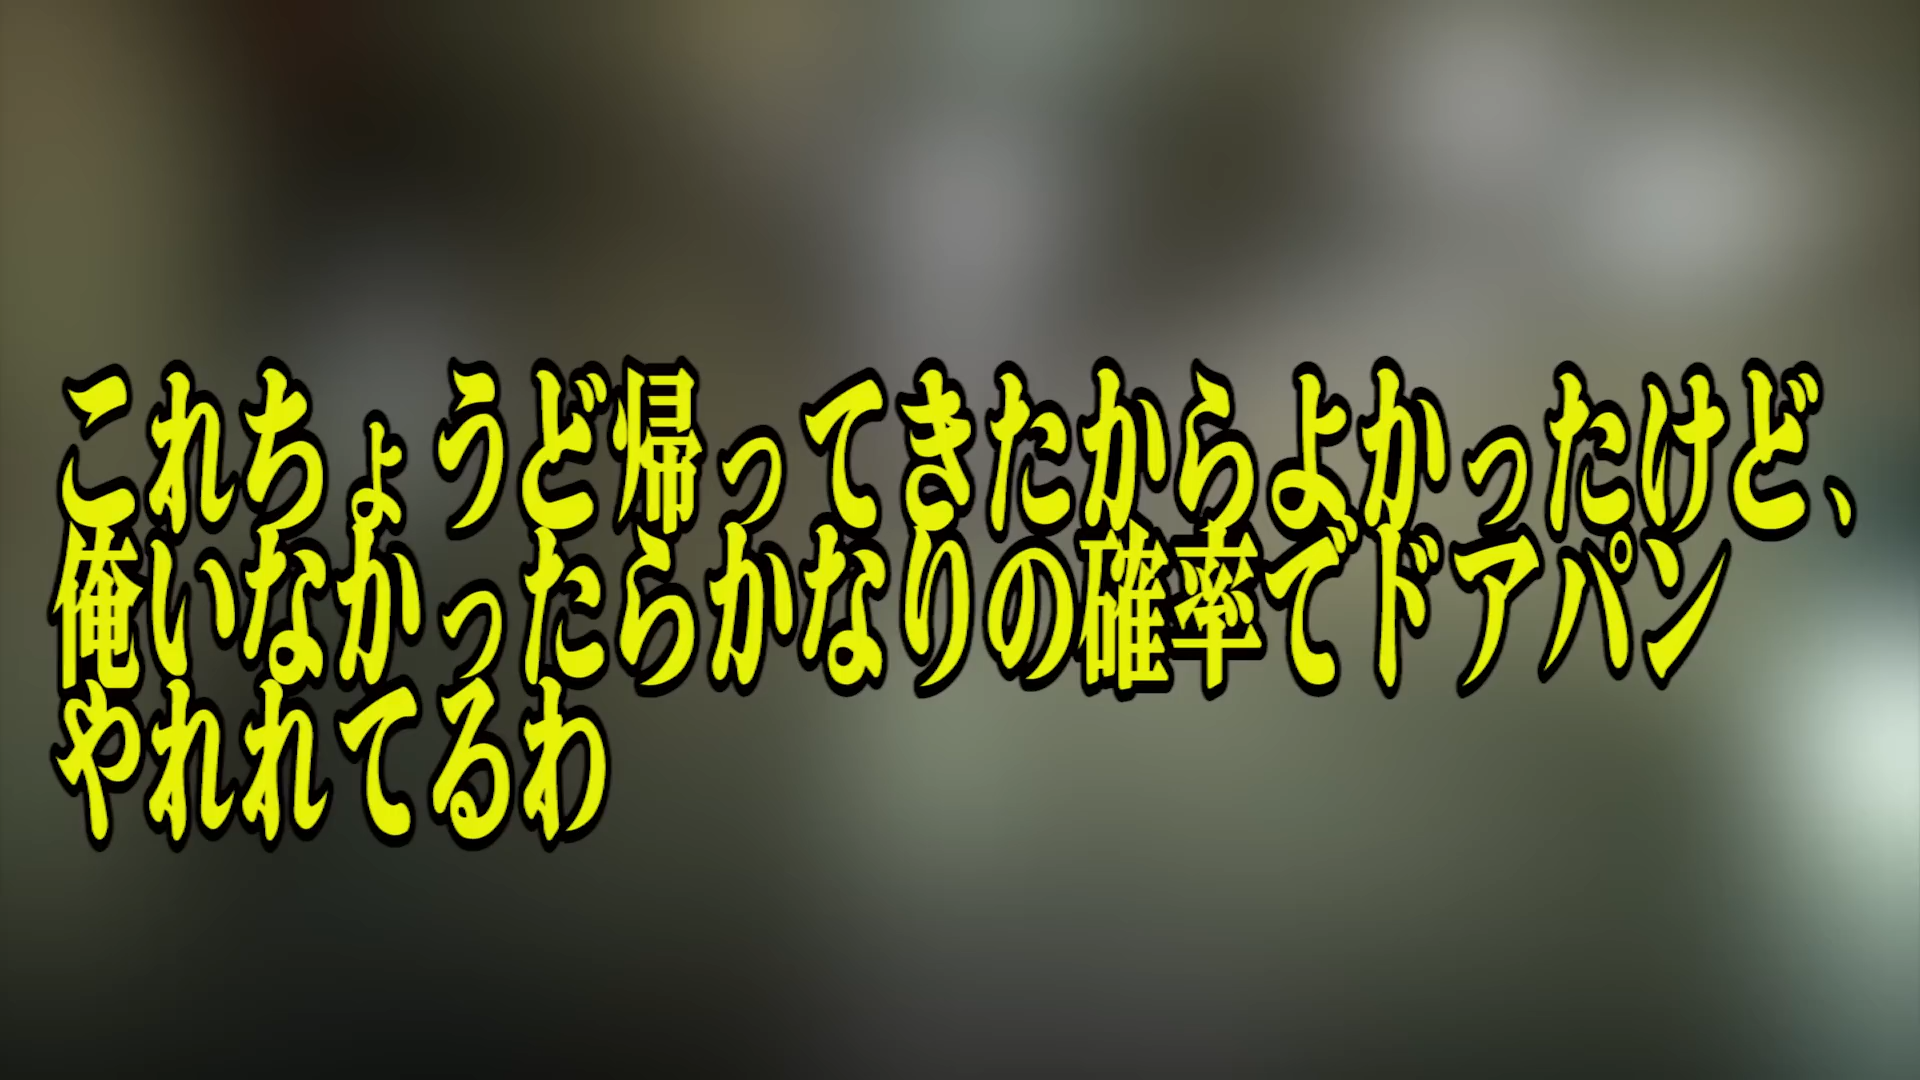 これちょうど帰ってきたからよかったけど、
俺いなかったらかなりの確率でドアパン
やれれてるわ